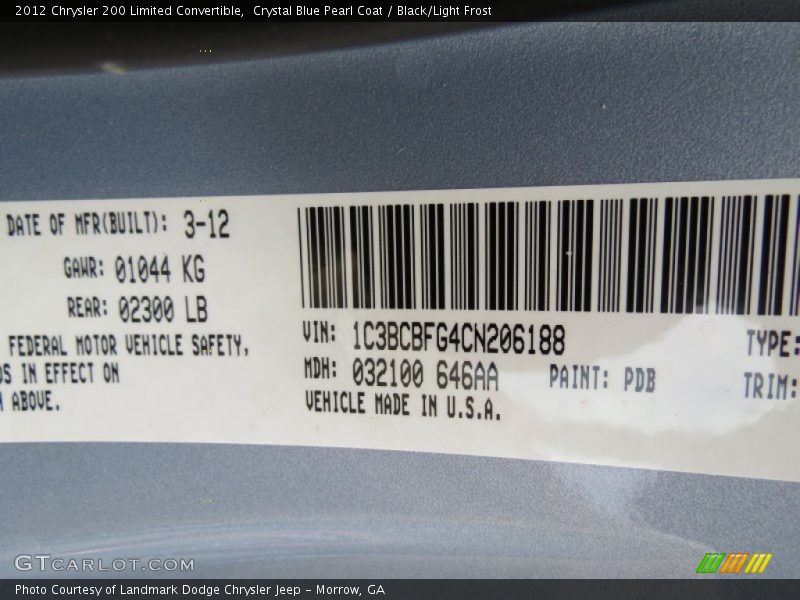 2012 Chrysler 200 Limited Convertible, Crystal Blue Pearl Coat / Black/Light Frost
DATE OF MFR(BUILT): 3-12
GAWR: 01044 KG
REAR: 02300 LB
FEDERAL MOTOR VEHICLE SAFETY,
IN EFFECT ON
ABOVE.
VIN: 1C3BCBFG4CN206188
MDH: 032100 646AA
PAINT: PDB
VEHICLE MADE IN U.S.A.
TYPE:
TRIM:
GTCARLOT.COM
Photo Courtesy of Landmark Dodge Chrysler Jeep - Morrow, GA